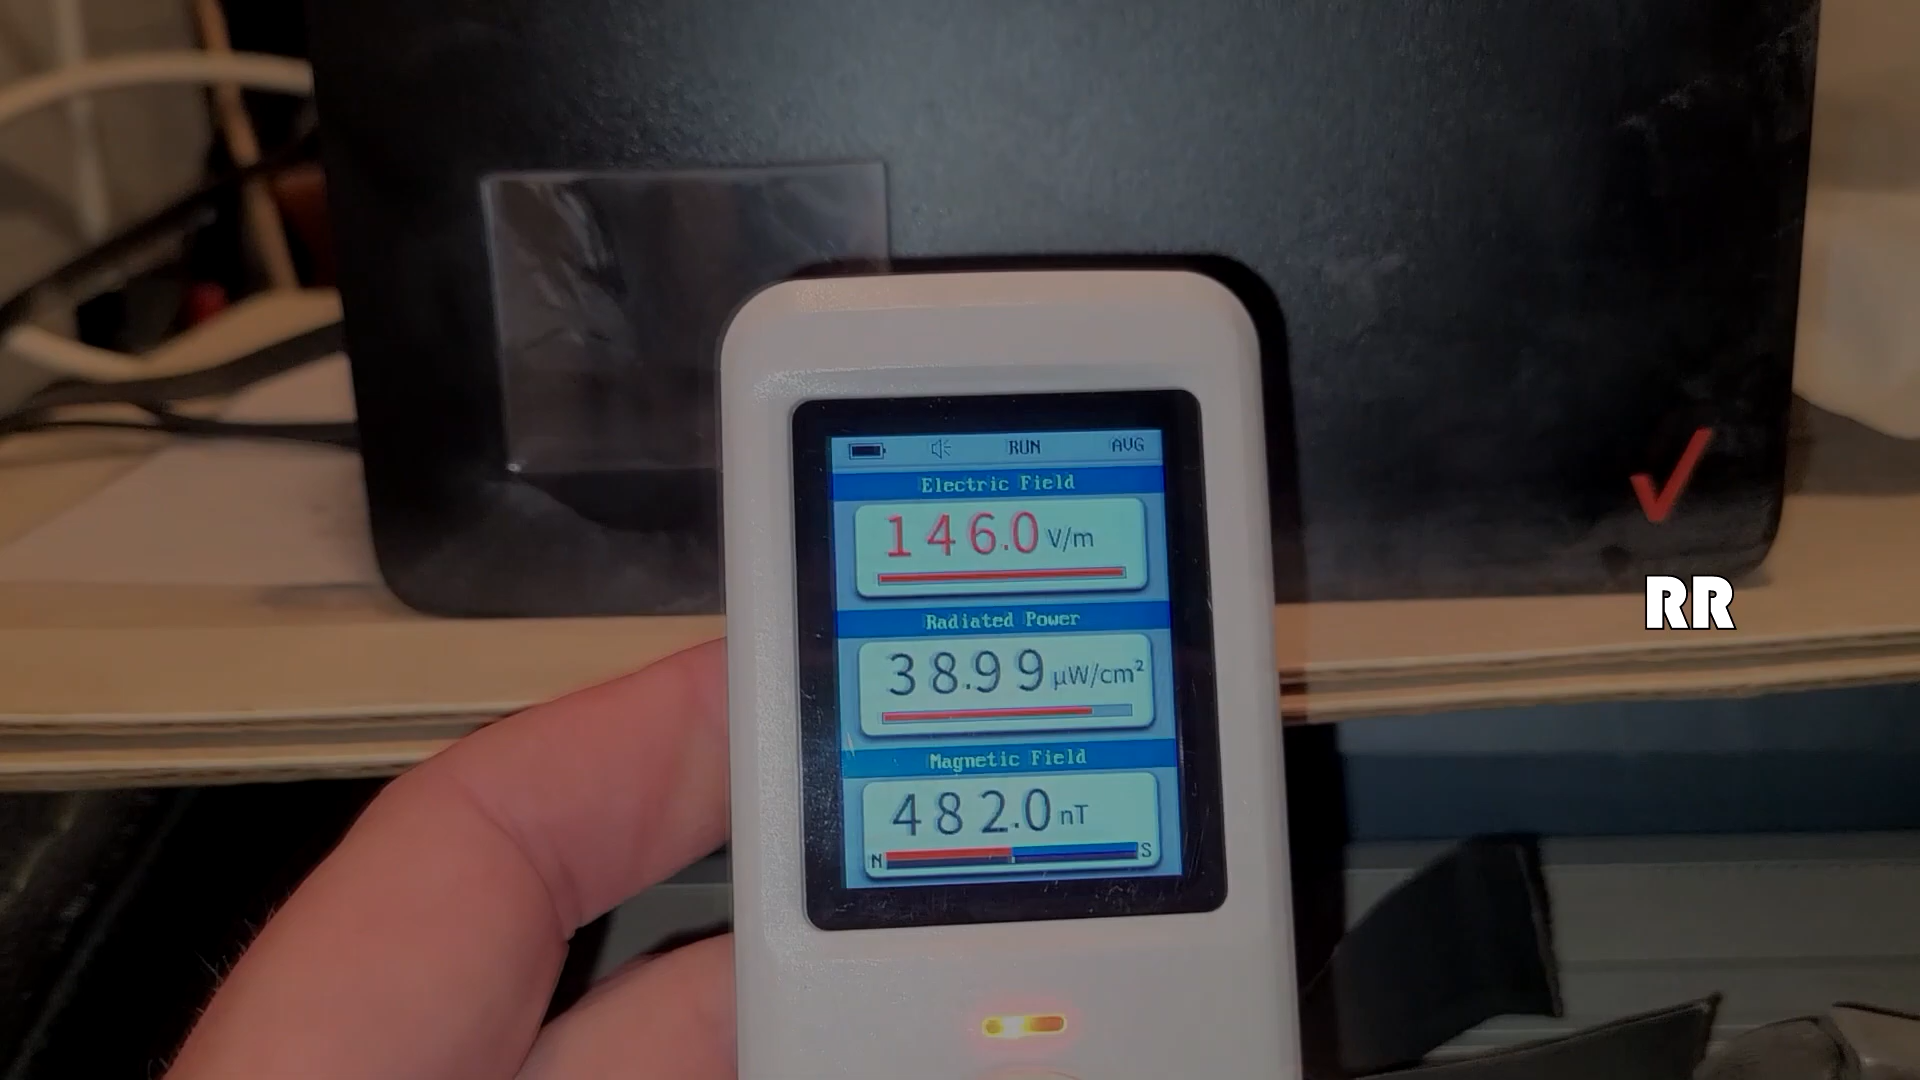 RUN AVG
Electric Field
146.0 V/m
Radiated Power
38.99 µW/cm²
Magnetic Field
482.0 nT
N S
RR